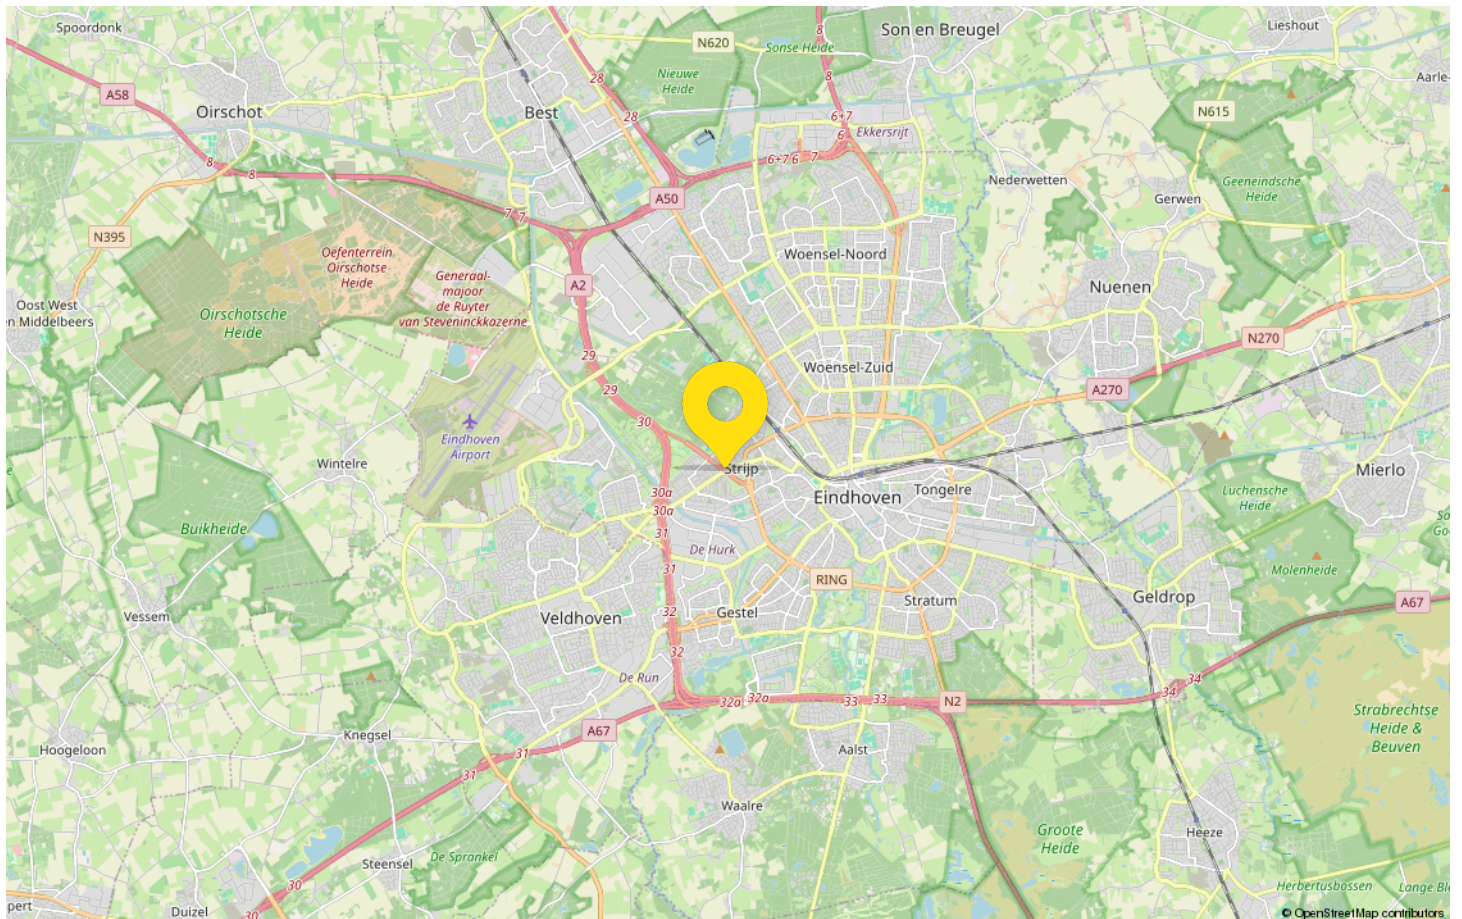 Spoordonk
Son en Breugel
Lieshout
N620
Sonse Heide
8
Nieuwe
Heide
28
8
Aarle-
A58
Oirschot
Best
28
N615
6+7
6
Ekkersrijt
6+7 6
7
8
8
A50
Nederwetten
Geeneindsche
Heide
Gerwen
7
7
N395
Oefenterrein
Oirschotse
Heide
Woensel-Noord
Generaal-
majoor
de Ruyter
van Steveninckkazerne
A2
Nuenen
Oost West
en Middelbeers
Oirschotsche
Heide
N270
29
29
Woensel-Zuid
A270
30
Eindhoven
Airport
Wintelre
Strijp
Mierlo
30a
30a
Eindhoven
Tongelre
Luchensche
Heide
Buikheide
31
So
Go
De Hurk
31
Molenheide
RING
Vessem
32
Gestel
Veldhoven
Stratum
Geldrop
A67
32
De Run
34
34
32a
32a
33
33
N2
Strabrechtse
Heide &
Beuven
A67
Hoogeloon
Knegsel
31
31
Aalst
Waalre
Groote
Heide
Heeze
Steensel
De Sprankel
30
30
Herbertusbossen
Lange Bl
pert
Duizel
© OpenStreetMap contributors